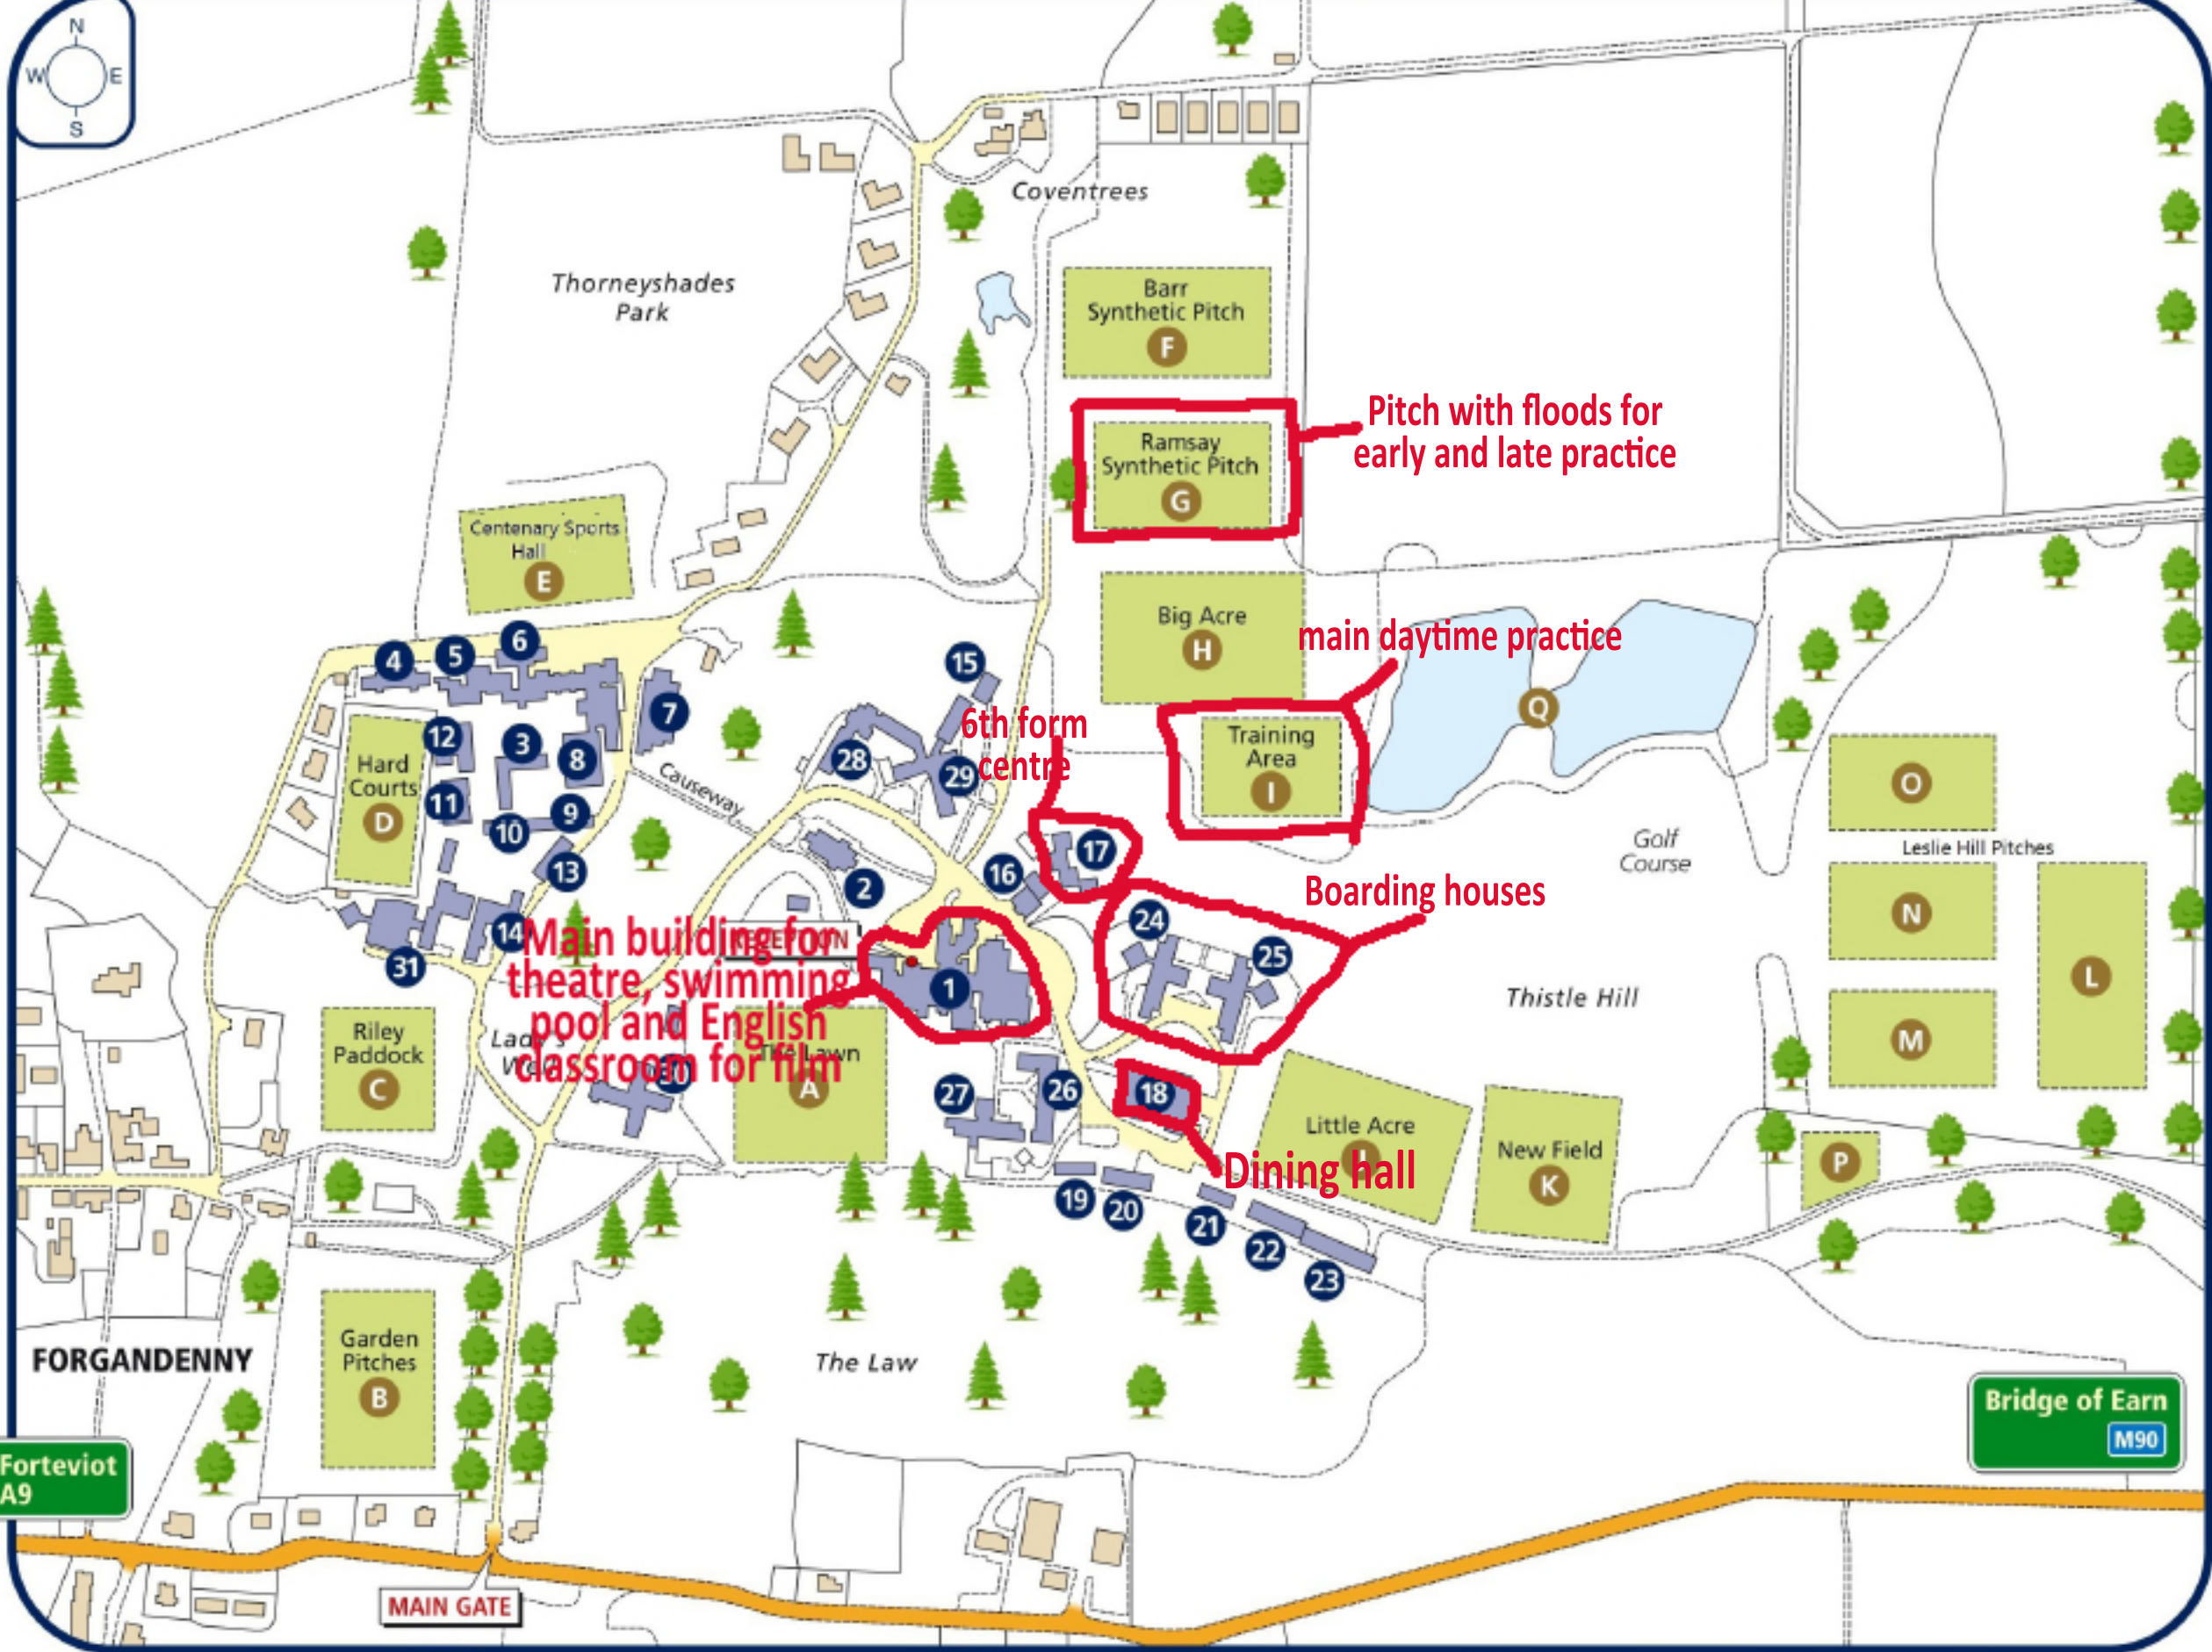 N
W E
S
Coventrees
Thorneyshades
Park
Barr
Synthetic Pitch
F
Pitch with floods for
early and late practice
Ramsay
Synthetic Pitch
G
Centenary Sports
Hall
E
Big Acre
H
main daytime practice
4
5
6
15
7
12
3
8
28
29
6th form
centre
Training
Area
I
Q
O
Hard
Courts
D
11
10
9
13
Causeway
2
16
17
Golf
Course
Leslie Hill Pitches
N
L
M
Boarding houses
24
25
14
31
Main building for
theatre, swimming
pool and English
classroom for film
1
Thistle Hill
Riley
Paddock
C
Lady's
The Lawn
A
27
26
18
Little Acre
New Field
K
P
Dining hall
19
20
21
22
23
FORGANDENNY
Garden
Pitches
B
The Law
Bridge of Earn
M90
Forteviot
A9
MAIN GATE